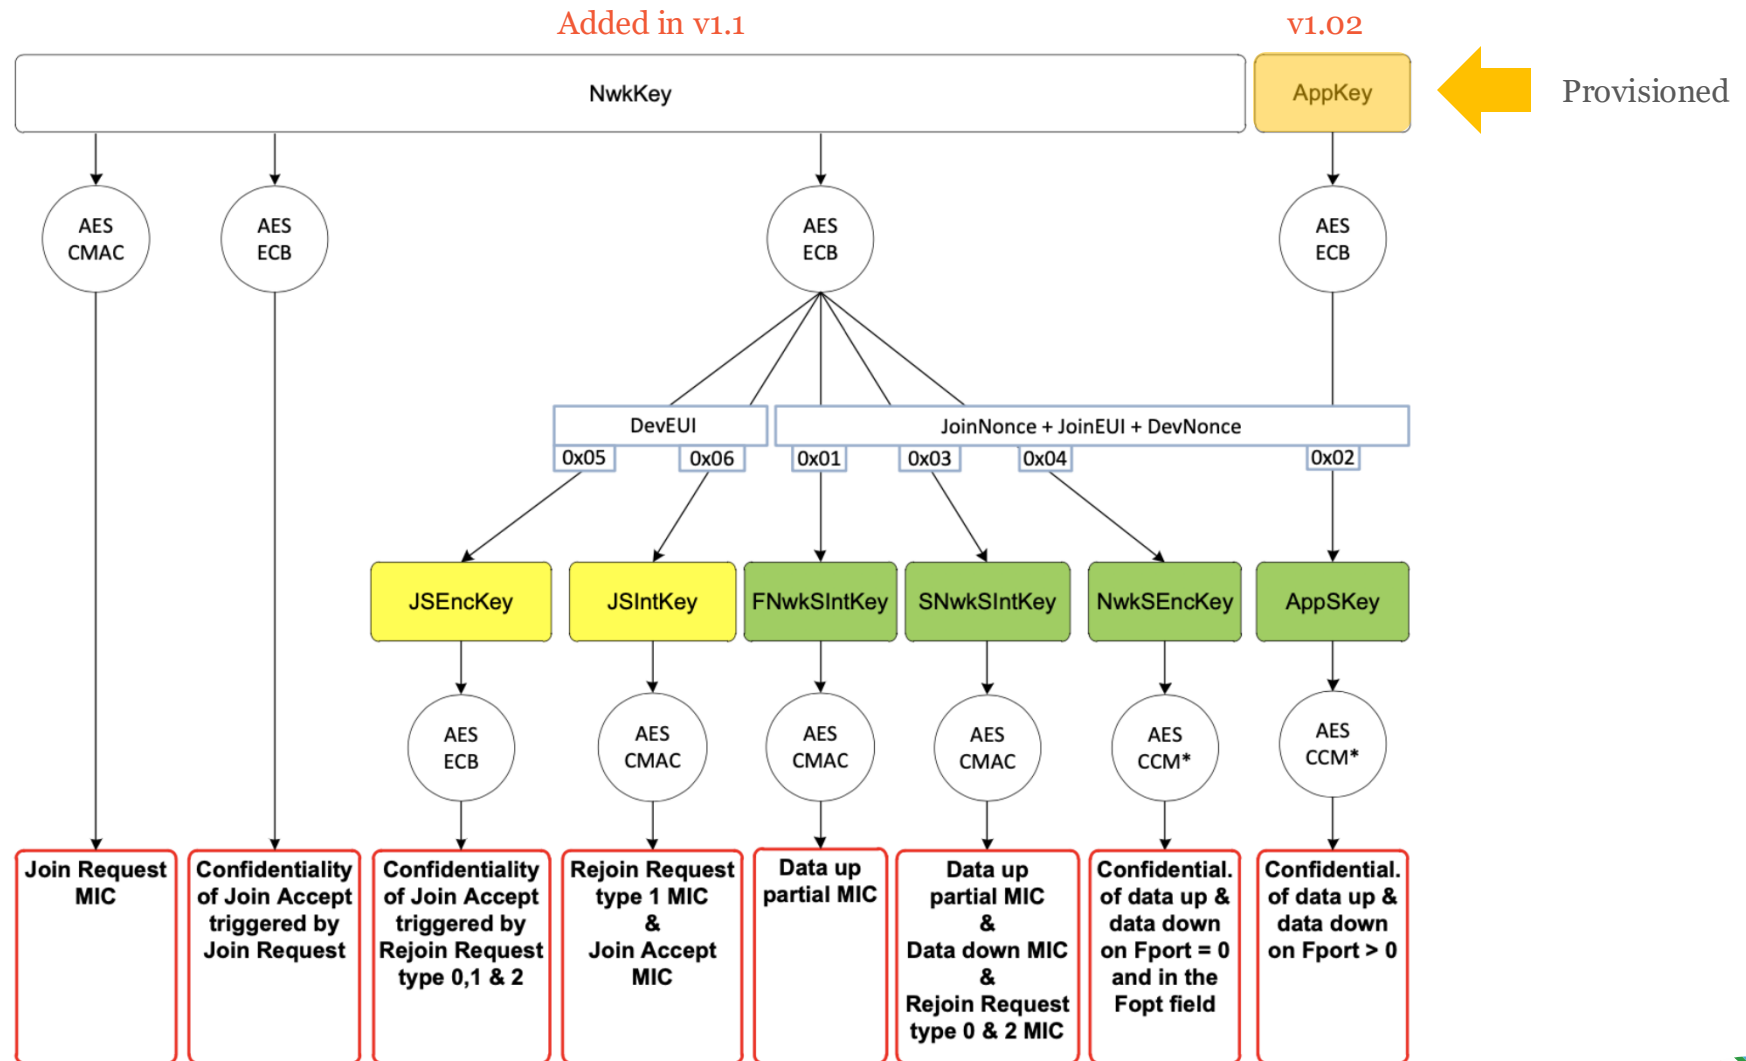 Added in v1.1
v1.02
NwkKey
AppKey
Provisioned
AES
CMAC
AES
ECB
AES
ECB
AES
ECB
DevEUI
JoinNonce + JoinEUI + DevNonce
0x05
0x06
0x01
0x03
0x04
0x02
JSEncKey
JSIntKey
FNwkSIntKey
SNwkSIntKey
NwkSEncKey
AppSKey
AES
ECB
AES
CMAC
AES
CMAC
AES
CMAC
AES
CCM*
AES
CCM*
Join Request
MIC
Confidentiality
of Join Accept
triggered by
Join Request
Confidentiality
of Join Accept
triggered by
Rejoin Request
type 0,1 & 2
Rejoin Request
type 1 MIC
&
Join Accept
MIC
Data up
partial MIC
Data up
partial MIC
&
Data down MIC
&
Rejoin Request
type 0 & 2 MIC
Confidential.
of data up &
data down
on Fport = 0
and in the
Fopt field
Confidential.
of data up &
data down
on Fport > 0